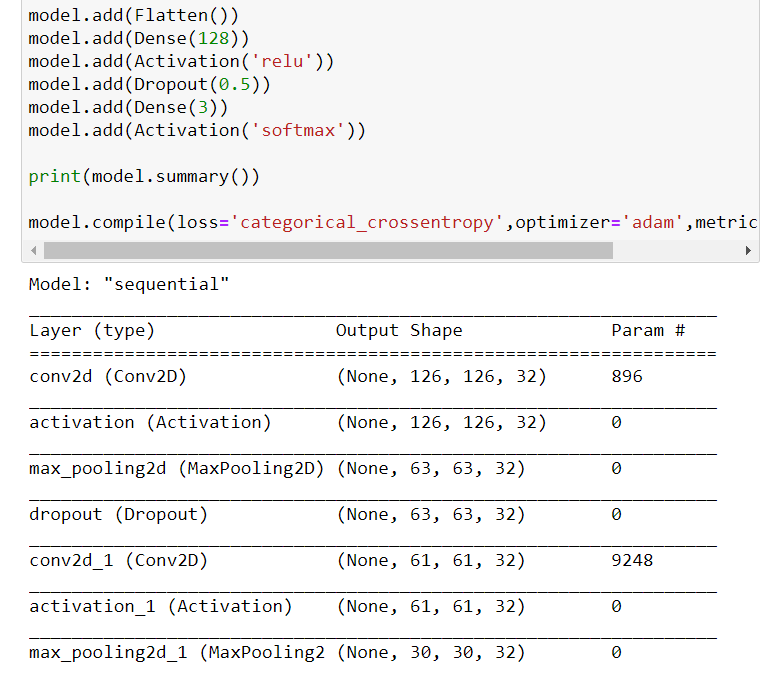 model.add(Flatten())
model.add(Dense(128))
model.add(Activation('relu'))
model.add(Dropout(0.5))
model.add(Dense(3))
model.add(Activation('softmax'))
print(model.summary())
model.compile(loss='categorical_crossentropy',optimizer='adam',metric
Model: "sequential"
_________________________________________________________________
Layer (type)                 Output Shape              Param #
=================================================================
conv2d (Conv2D)              (None, 126, 126, 32)      896
_________________________________________________________________
activation (Activation)      (None, 126, 126, 32)      0
_________________________________________________________________
max_pooling2d (MaxPooling2D) (None, 63, 63, 32)        0
_________________________________________________________________
dropout (Dropout)            (None, 63, 63, 32)        0
_________________________________________________________________
conv2d_1 (Conv2D)            (None, 61, 61, 32)        9248
_________________________________________________________________
activation_1 (Activation)    (None, 61, 61, 32)        0
_________________________________________________________________
max_pooling2d_1 (MaxPooling2 (None, 30, 30, 32)        0